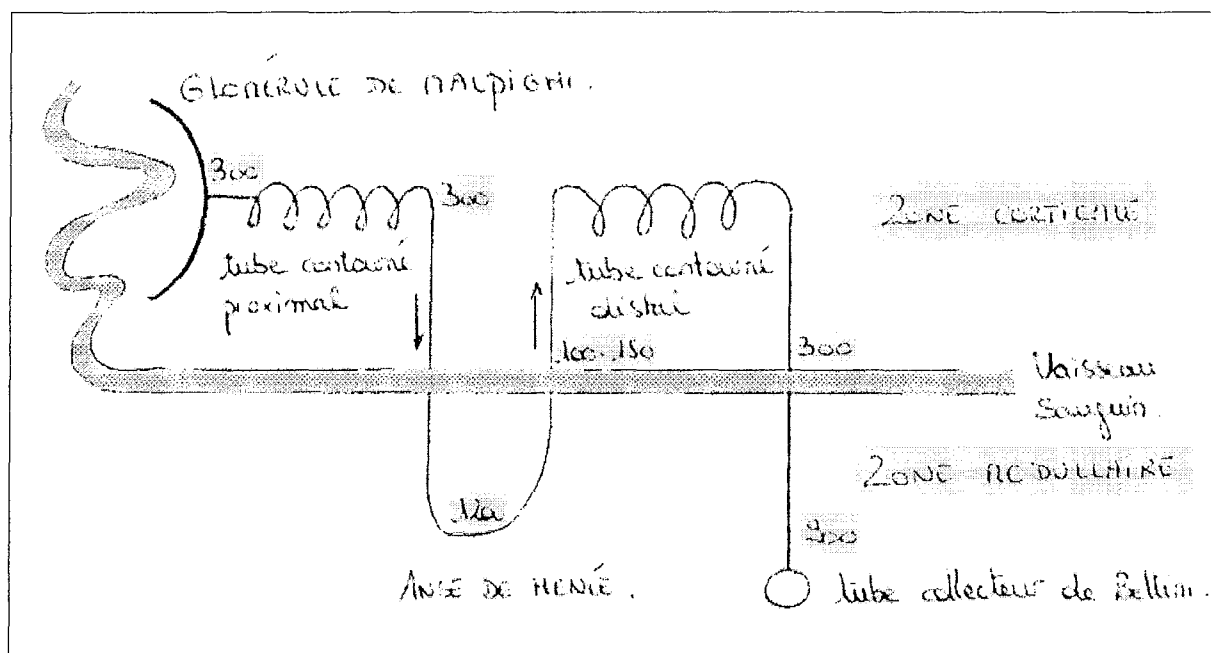 GLOMÉRULE DE MALPIGHI.
300
300
ZONE CORTICALE
tube contourné
proximal
tube contourné
distal
100-150
300
Vaisseau
Sanguin.
ZONE MÉDULLAIRE
900
ANSE DE HENLÉ.
tube collecteur de Bellini.